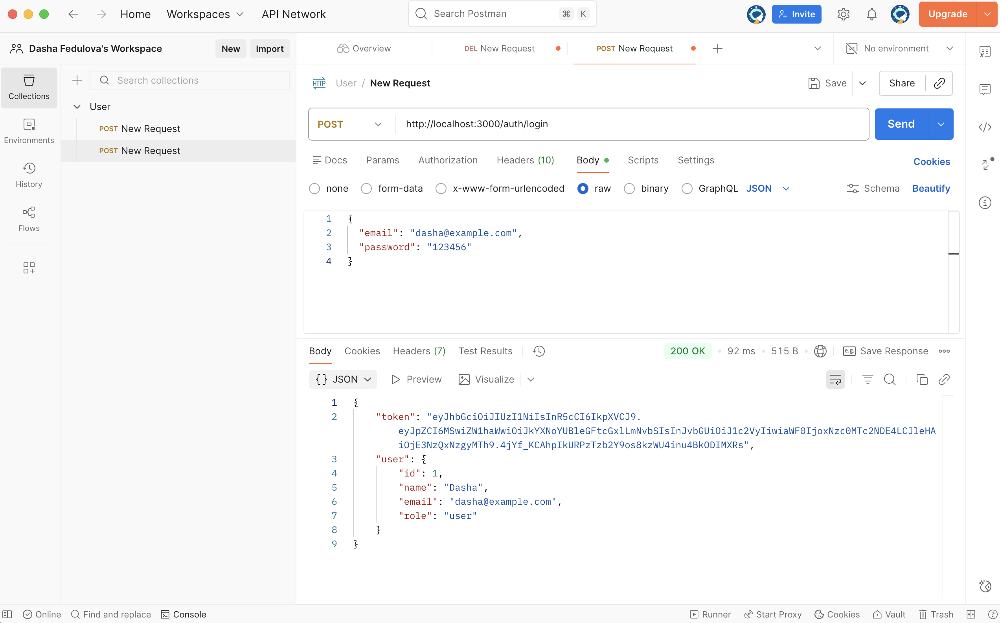 Home Workspaces API Network Search Postman ⌘ K Invite Upgrade
Dasha Fedulova's Workspace New Import Overview DEL New Request POST New Request No environment
Collections
Environments
History
Flows
Search collections
User
POST New Request
POST New Request
HTTP User / New Request Save Share
POST http://localhost:3000/auth/login Send
Docs Params Authorization Headers (10) Body Scripts Settings Cookies
none form-data x-www-form-urlencoded raw binary GraphQL JSON Schema Beautify
1 {
2 "email": "dasha@example.com",
3 "password": "123456"
4 }
Body Cookies Headers (7) Test Results 200 OK • 92 ms • 515 B • e.g. Save Response
{} JSON Preview Visualize
1 {
2 "token": "eyJhbGciOiJIUzI1NiIsInR5cCI6IkpXVCJ9.
eyJpZCI6MSwiZW1haWwiOiJkYXNoYUBleGFtcGxlLmNvbSIsInJvbGUiOiJ1c2VyIiwiaWF0IjoxNzc0MTc2NDE4LCJleHA
iOjE3NzQxNzgyMTh9.4jYf_KCAhpIkURPzTzb2Y9os8kzWU4inu4BkODIMXRs",
3 "user": {
4 "id": 1,
5 "name": "Dasha",
6 "email": "dasha@example.com",
7 "role": "user"
8 }
9 }
Online Find and replace Console Runner Start Proxy Cookies Vault Trash